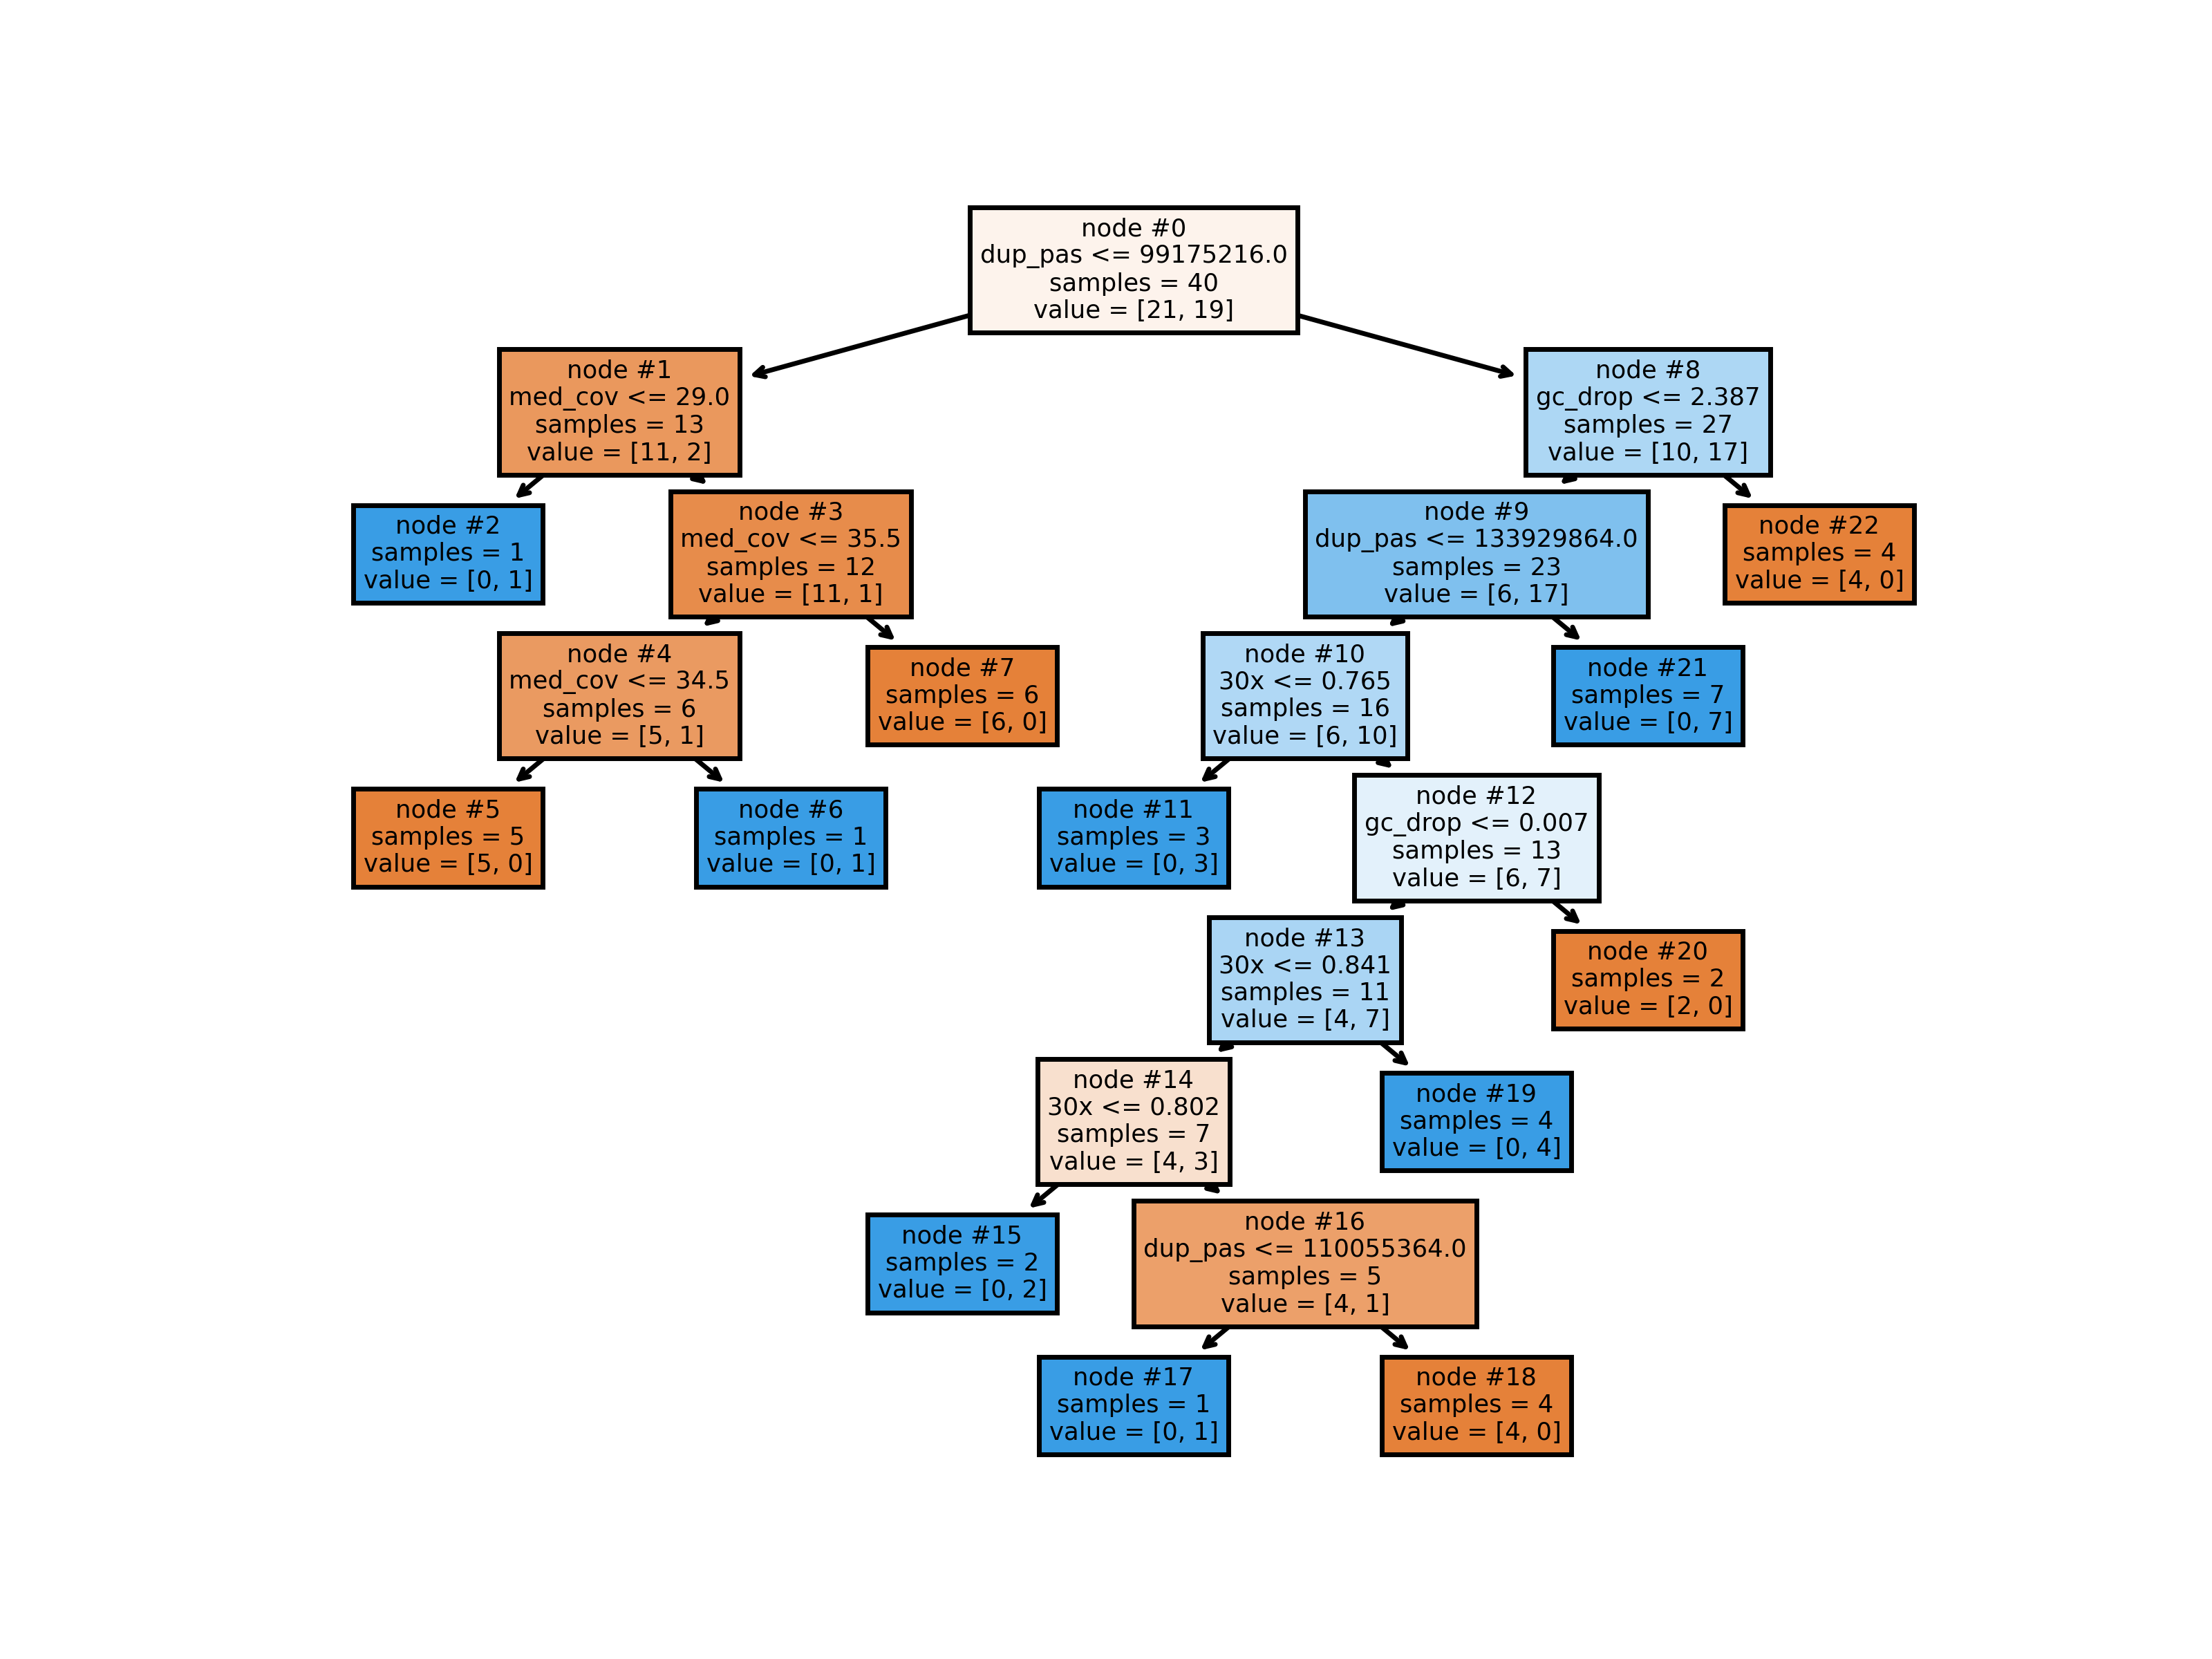 node #0
dup_pas <= 99175216.0
samples = 40
value = [21, 19]
node #1
med_cov <= 29.0
samples = 13
value = [11, 2]
node #8
gc_drop <= 2.387
samples = 27
value = [10, 17]
node #2
samples = 1
value = [0, 1]
node #3
med_cov <= 35.5
samples = 12
value = [11, 1]
node #9
dup_pas <= 133929864.0
samples = 23
value = [6, 17]
node #22
samples = 4
value = [4, 0]
node #4
med_cov <= 34.5
samples = 6
value = [5, 1]
node #7
samples = 6
value = [6, 0]
node #10
30x <= 0.765
samples = 16
value = [6, 10]
node #21
samples = 7
value = [0, 7]
node #5
samples = 5
value = [5, 0]
node #6
samples = 1
value = [0, 1]
node #11
samples = 3
value = [0, 3]
node #12
gc_drop <= 0.007
samples = 13
value = [6, 7]
node #13
30x <= 0.841
samples = 11
value = [4, 7]
node #20
samples = 2
value = [2, 0]
node #14
30x <= 0.802
samples = 7
value = [4, 3]
node #19
samples = 4
value = [0, 4]
node #15
samples = 2
value = [0, 2]
node #16
dup_pas <= 110055364.0
samples = 5
value = [4, 1]
node #17
samples = 1
value = [0, 1]
node #18
samples = 4
value = [4, 0]